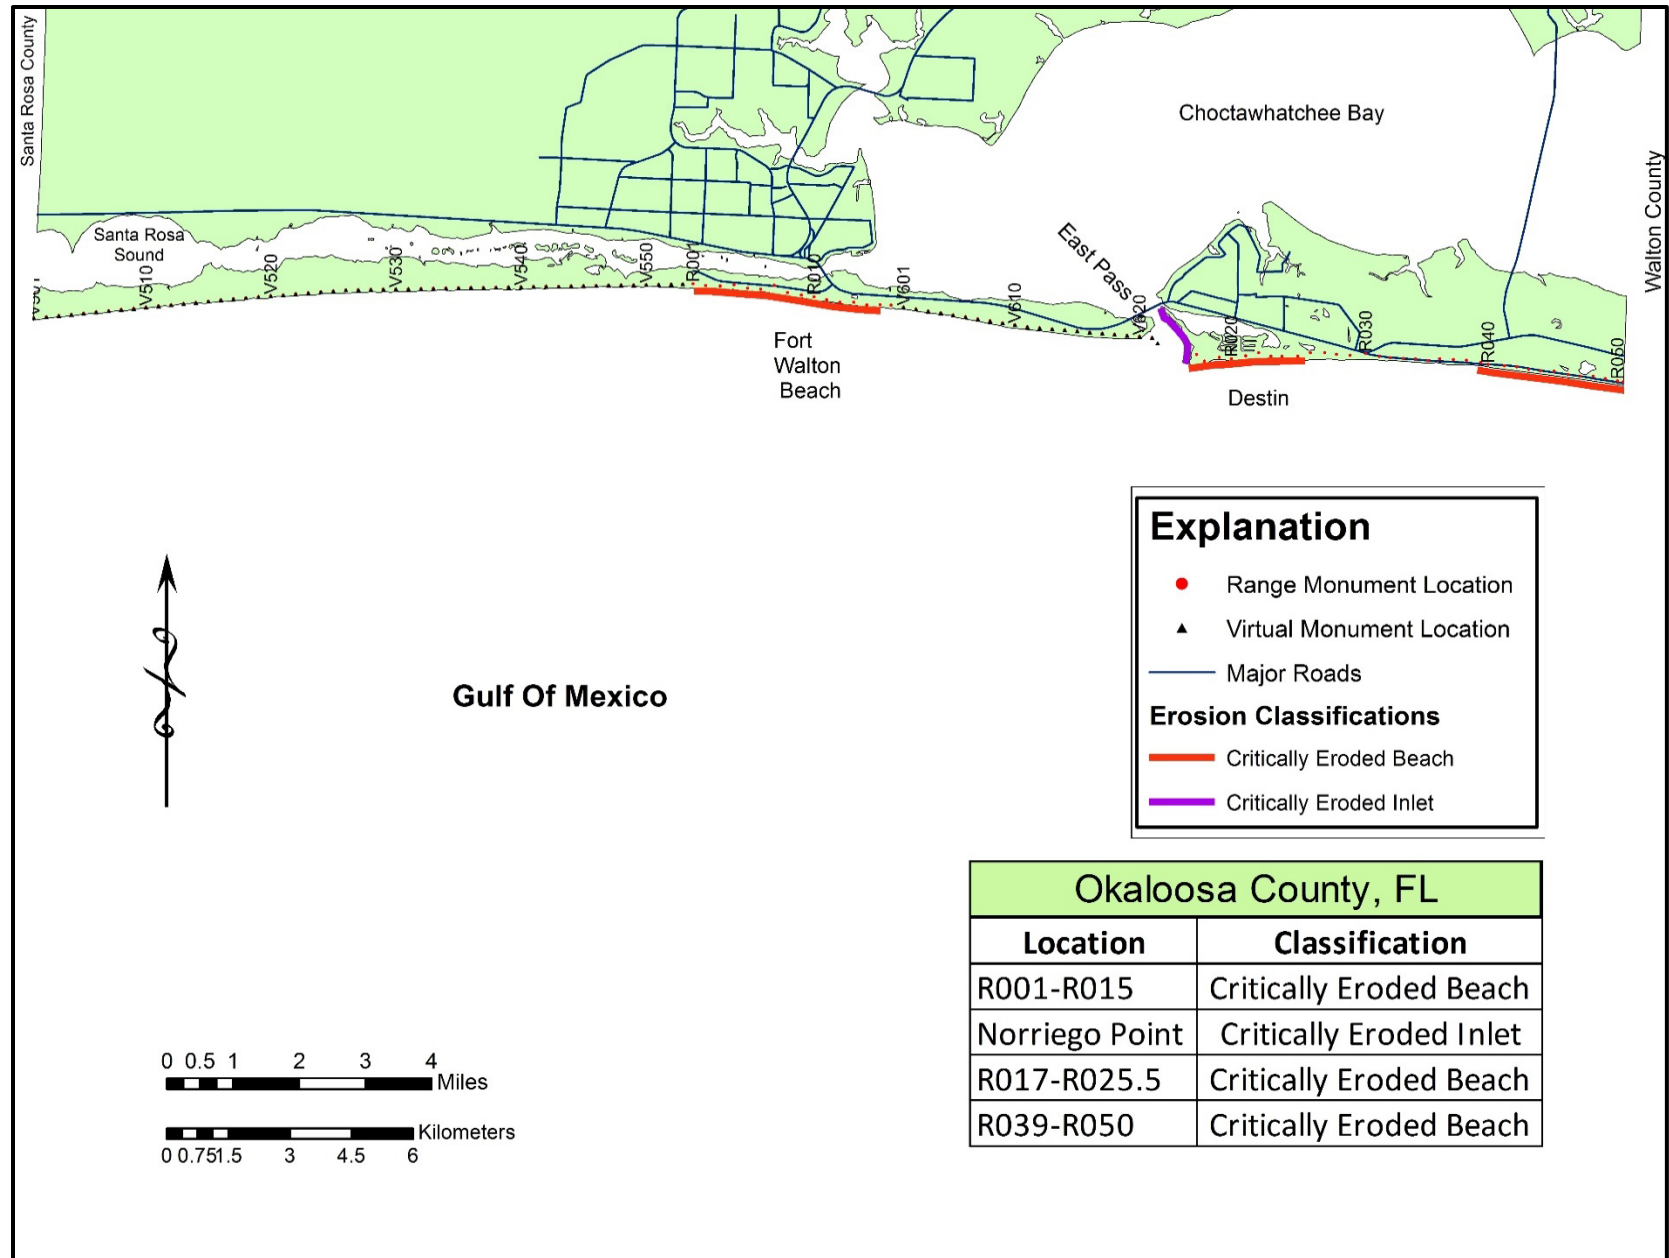 Santa Rosa County
Choctawhatchee Bay
Walton County
Santa Rosa
Sound
East Pass
V510
V520
V530
V540
V550
R001
R010
V601
V610
V620
R020
R030
R040
R050
Fort
Walton
Beach
Destin
Explanation
Range Monument Location
Virtual Monument Location
Major Roads
Erosion Classifications
Critically Eroded Beach
Critically Eroded Inlet
Gulf Of Mexico
Okaloosa County, FL
Location Classification
R001-R015 Critically Eroded Beach
Norriego Point Critically Eroded Inlet
R017-R025.5 Critically Eroded Beach
R039-R050 Critically Eroded Beach
0 0.5 1 2 3 4
Miles
Kilometers
0 0.75 1.5 3 4.5 6